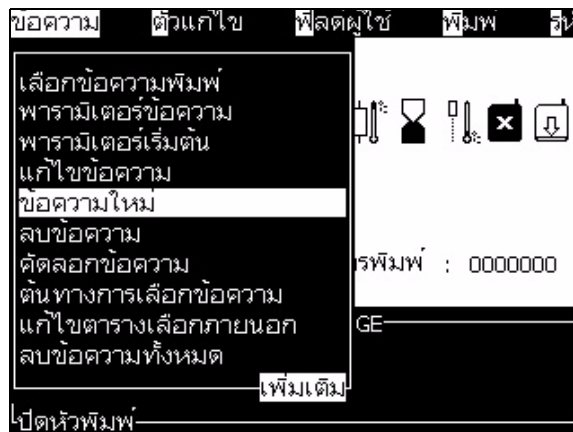 ข้อความ ตัวแก้ไข ฟิลด์ผู้ใช้ พิมพ์
เลือกข้อความพิมพ์
พารามิเตอร์ข้อความ
พารามิเตอร์เริ่มต้น
แก้ไขข้อความ
ข้อความใหม่
ลบข้อความ
คัดลอกข้อความ
รพิมพ์ : 0000000
ต้นทางการเลือกข้อความ
แก้ไขตารางเลือกภายนอก
GE
ลบข้อความทั้งหมด
เพิ่มเติม
เปิดหัวพิมพ์